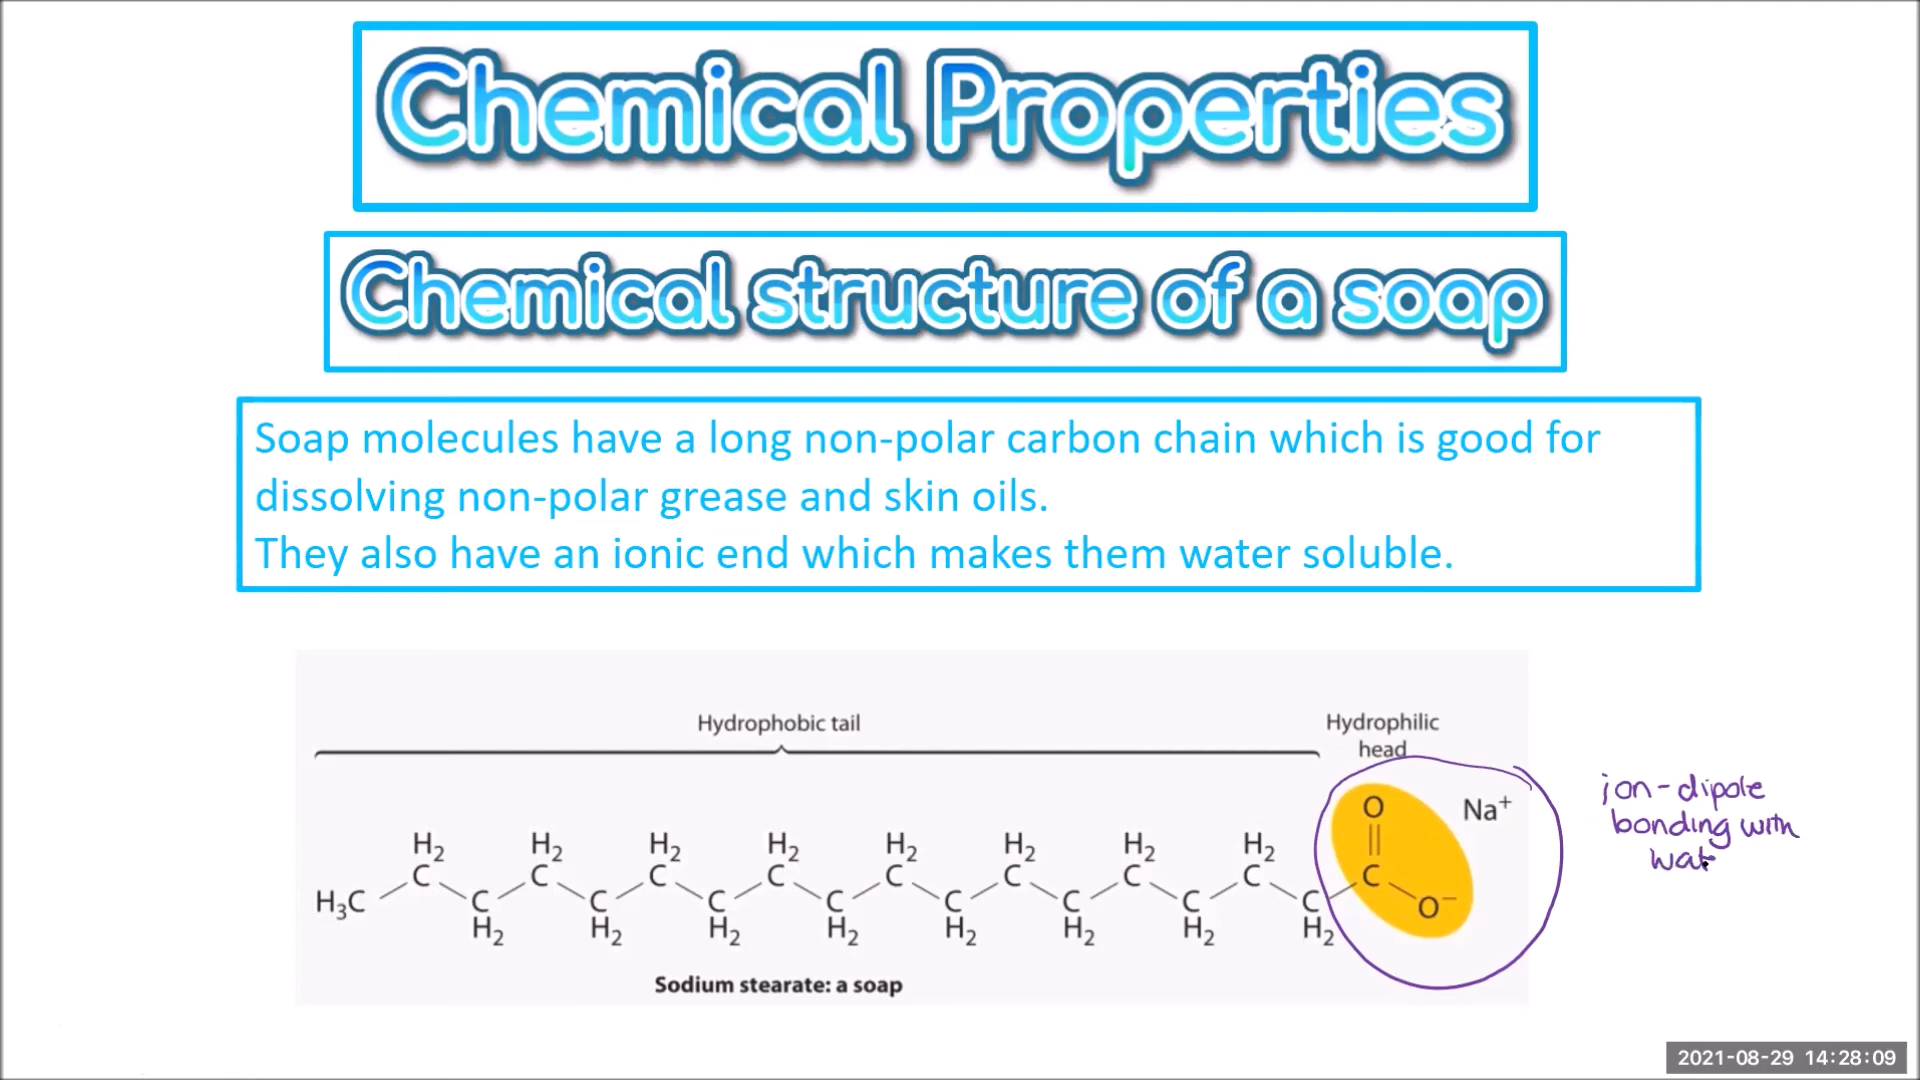 Chemical Properties
Chemical structure of a soap
Soap molecules have a long non-polar carbon chain which is good for
dissolving non-polar grease and skin oils.
They also have an ionic end which makes them water soluble.
Hydrophobic tail
Hydrophilic
head
O
Na⁺
ion-dipole
bonding with
wat
H₂ H₂ H₂ H₂ H₂ H₂ H₂ H₂
C C C C C C C C C
H₃C C C C C C C C C O⁻
H₂ H₂ H₂ H₂ H₂ H₂ H₂ H₂
Sodium stearate: a soap
2021-08-29 14:28:09